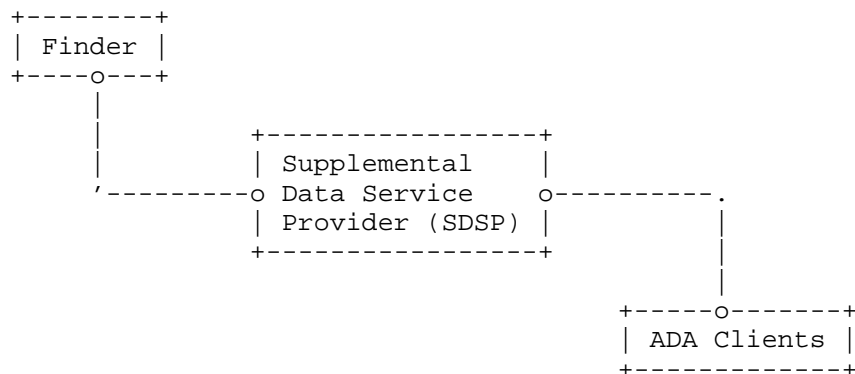 Finder
Supplemental
Data Service
Provider (SDSP)
ADA Clients